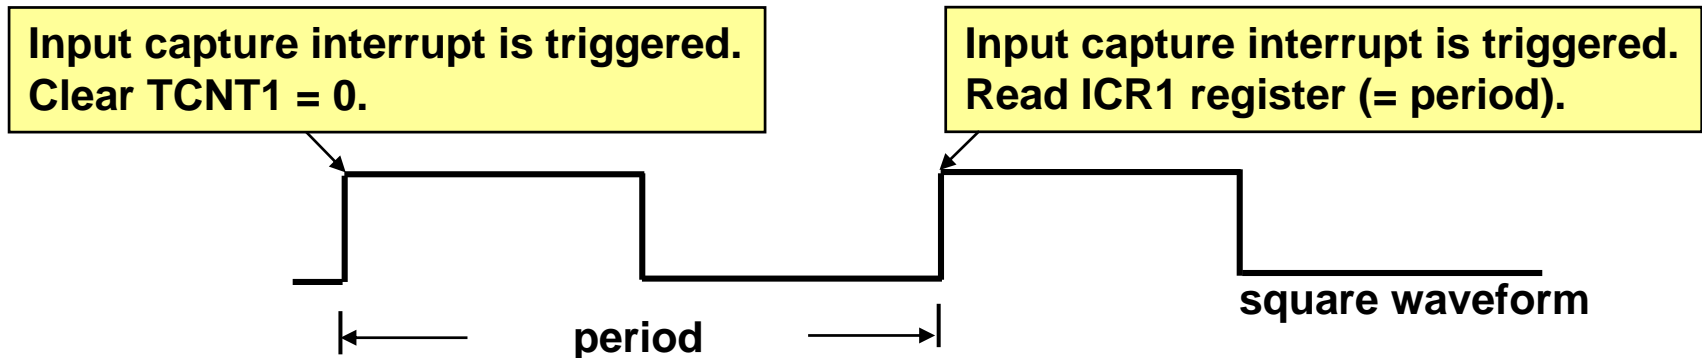 Input capture interrupt is triggered.
Clear TCNT1 = 0.
Input capture interrupt is triggered.
Read ICR1 register (= period).
square waveform
period